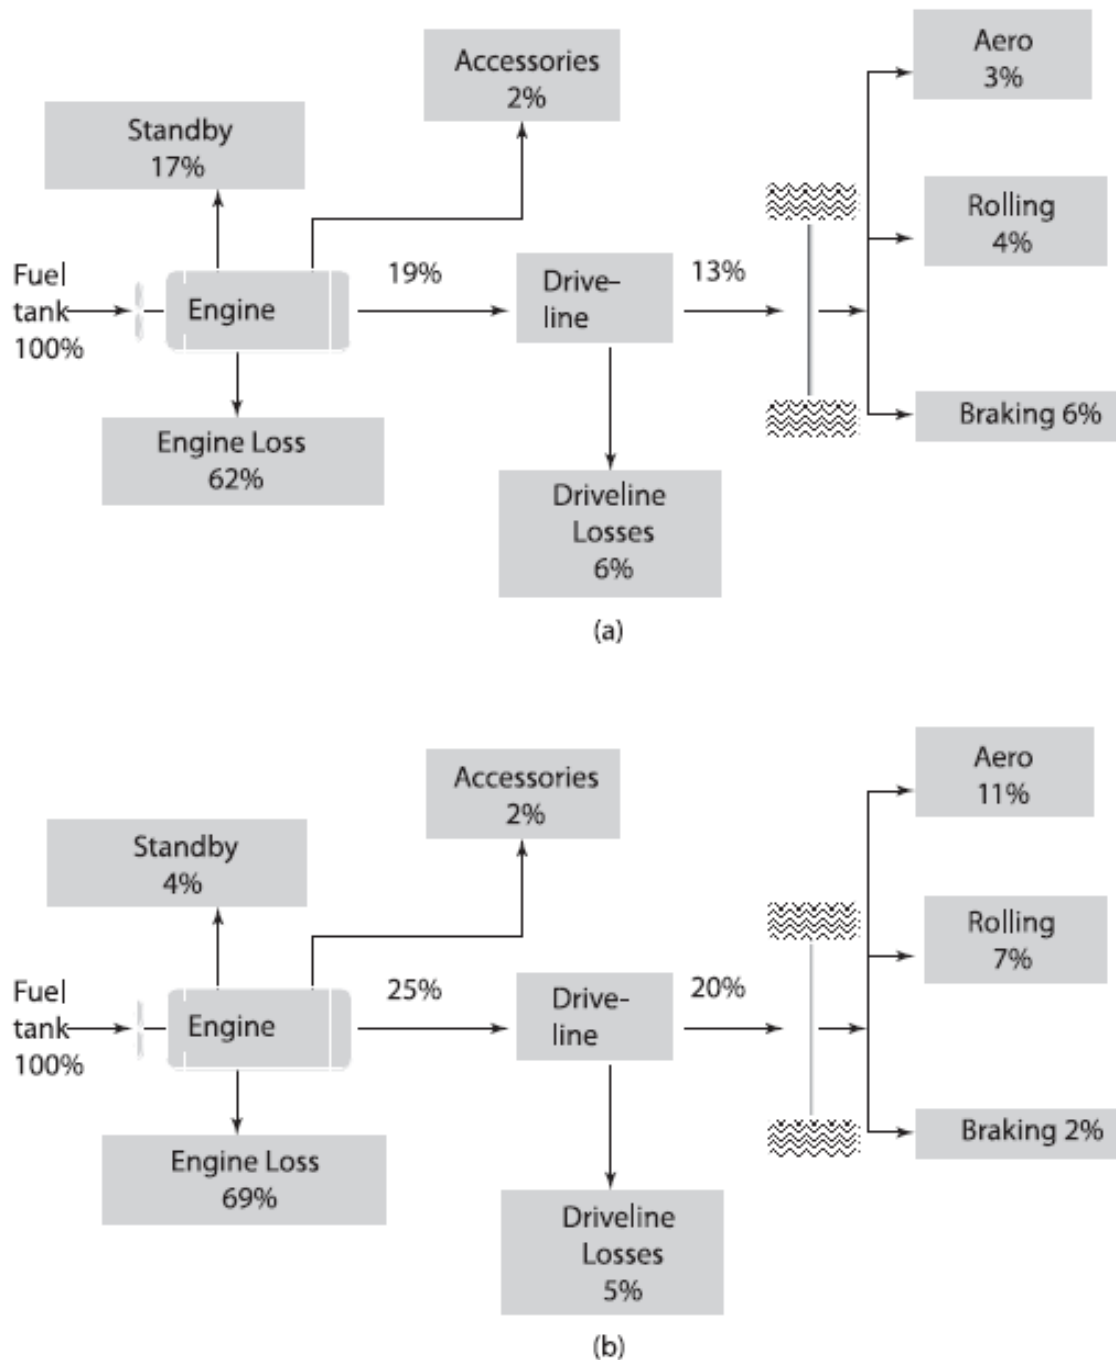 Accessories
2%
Aero
3%
Standby
17%
Rolling
4%
Fuel
tank
100%
Engine
19%
Drive–
line
13%
Engine Loss
62%
Braking 6%
Driveline
Losses
6%
(a)
Accessories
2%
Aero
11%
Standby
4%
Rolling
7%
Fuel
tank
100%
Engine
25%
Drive-
line
20%
Engine Loss
69%
Braking 2%
Driveline
Losses
5%
(b)